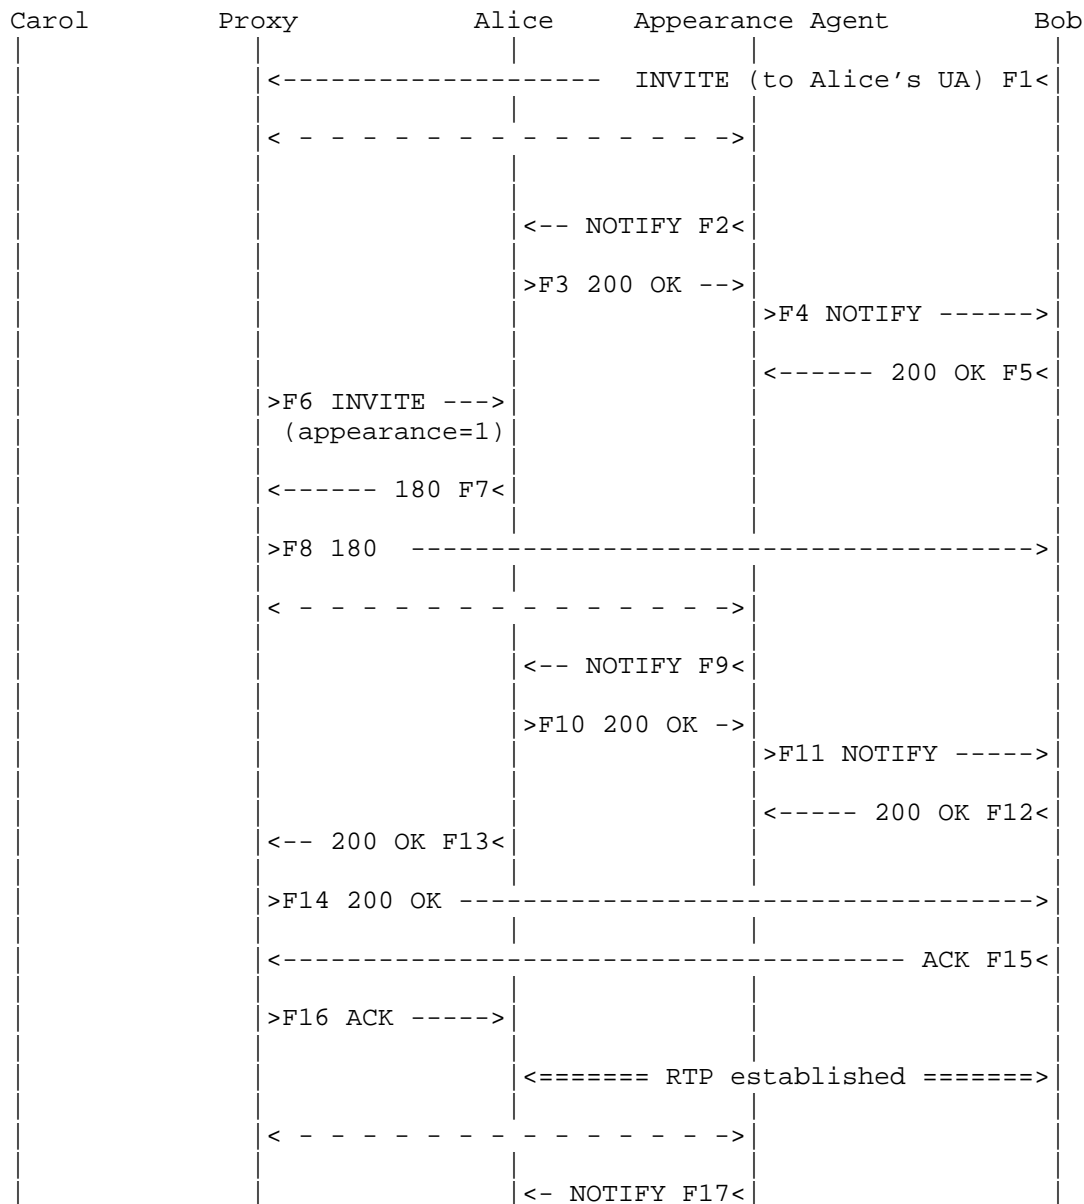 Carol Proxy Alice Appearance Agent Bob
<-------------------- INVITE (to Alice's UA) F1<
< - - - - - - - - - - - - - ->
<-- NOTIFY F2<
>F3 200 OK -->
>F4 NOTIFY ------>
<------ 200 OK F5<
>F6 INVITE --->
(appearance=1)
<------ 180 F7<
>F8 180 --------------------------------------->
< - - - - - - - - - - - - - ->
<-- NOTIFY F9<
>F10 200 OK ->
>F11 NOTIFY ----->
<----- 200 OK F12<
<-- 200 OK F13<
>F14 200 OK ------------------------------------>
<--------------------------------------- ACK F15<
>F16 ACK ----->
<======= RTP established =======>
< - - - - - - - - - - - - - ->
<- NOTIFY F17<